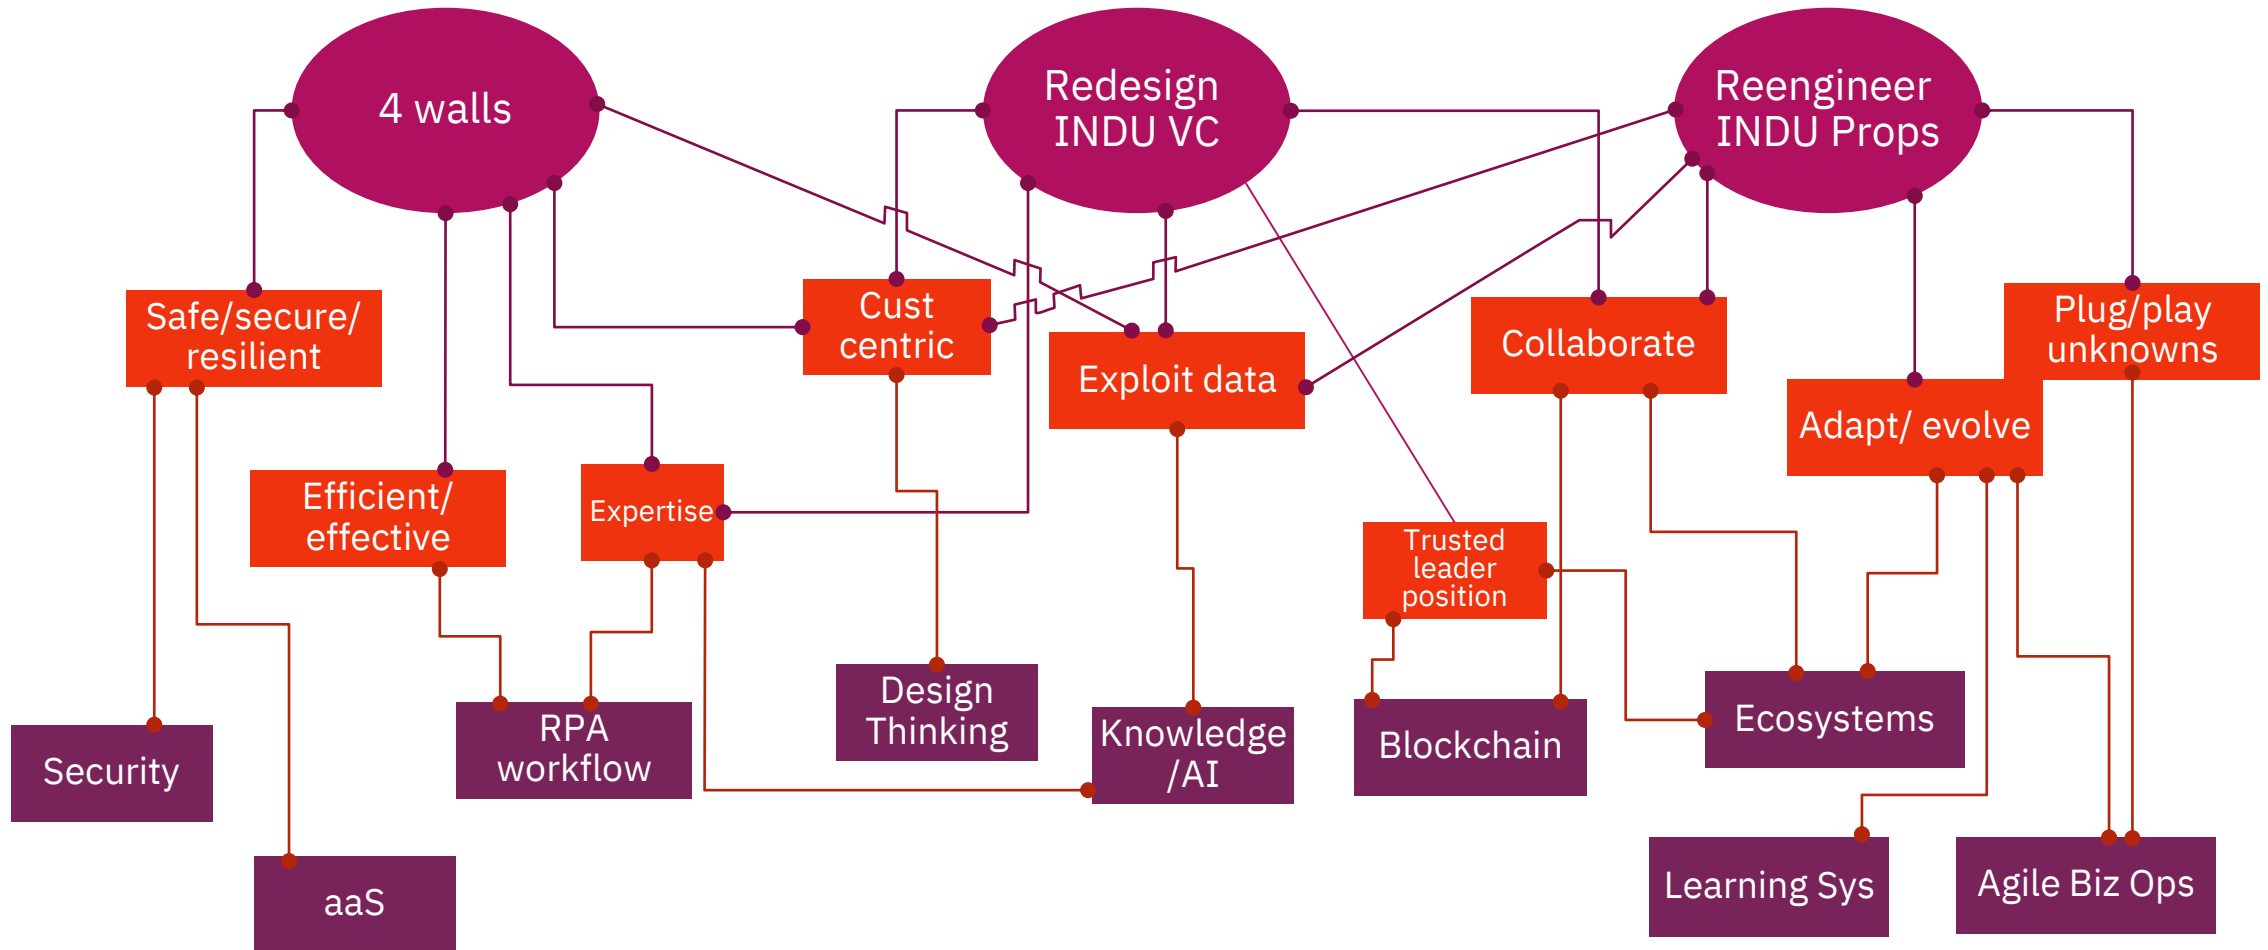 4 walls
Redesign
INDU VC
Reengineer
INDU Props
Safe/secure/
resilient
Cust
centric
Exploit data
Collaborate
Plug/play
unknowns
Adapt/ evolve
Efficient/
effective
Expertise
Trusted
leader
position
Security
RPA
workflow
Design
Thinking
Knowledge
/AI
Blockchain
Ecosystems
aaS
Learning Sys
Agile Biz Ops